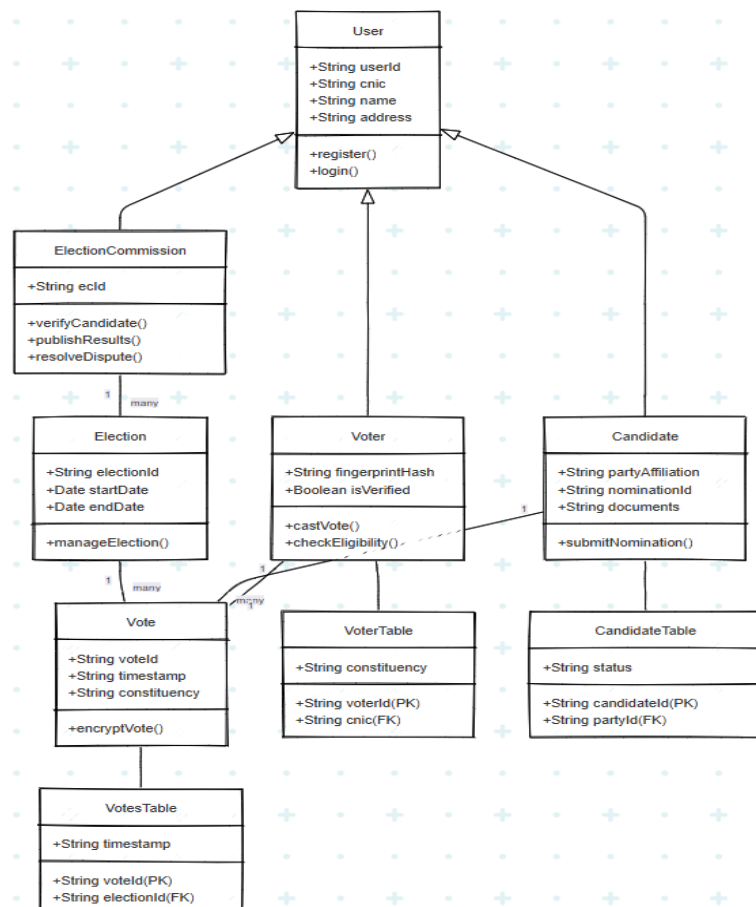 User
+String userId
+String cnic
+String name
+String address
+register()
+login()
ElectionCommission
+String ecId
+verifyCandidate()
+publishResults()
+resolveDispute()
1
many
Election
+String electionId
+Date startDate
+Date endDate
+manageElection()
Voter
+String fingerprintHash
+Boolean isVerified
+castVote()
+checkEligibility()
Candidate
+String partyAffiliation
+String nominationId
+String documents
+submitNomination()
1
1
many
1
many
1
Vote
+String voteId
+String timestamp
+String constituency
+encryptVote()
VoterTable
+String constituency
+String voterId(PK)
+String cnic(FK)
CandidateTable
+String status
+String candidateId(PK)
+String partyId(FK)
VotesTable
+String timestamp
+String voteId(PK)
+String electionId(FK)